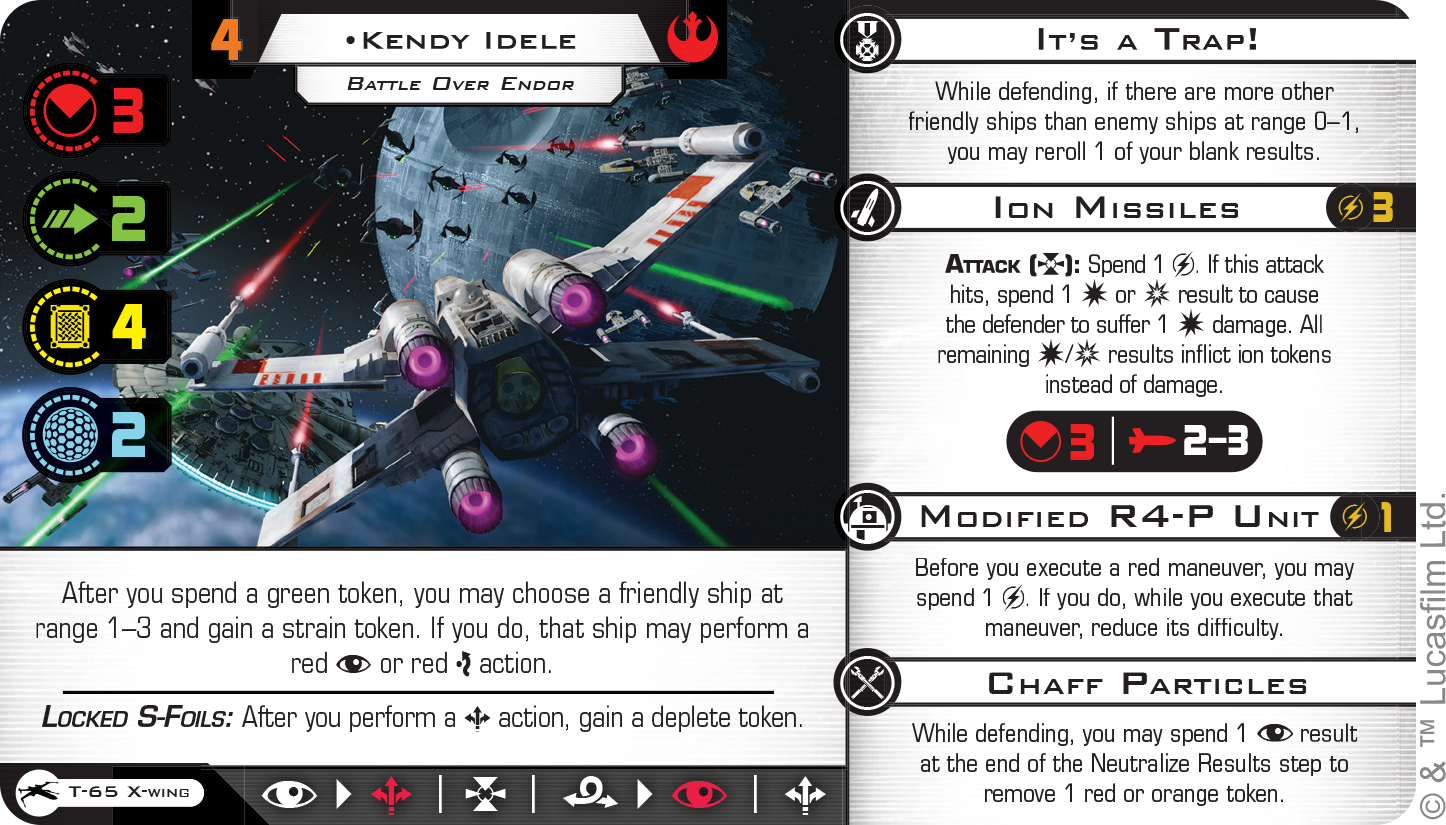 4
•Kendy Idele
Battle Over Endor
3
2
4
2
After you spend a green token, you may choose a friendly ship at
range 1–3 and gain a strain token. If you do, that ship may perform a
red or red action.
Locked S-Foils: After you perform a action, gain a deplete token.
T-65 X-wing
It's a Trap!
While defending, if there are more other
friendly ships than enemy ships at range 0–1,
you may reroll 1 of your blank results.
Ion Missiles 3
Attack ( ): Spend 1 . If this attack
hits, spend 1 or result to cause
the defender to suffer 1 damage. All
remaining / results inflict ion tokens
instead of damage.
3 2–3
Modified R4-P Unit 1
Before you execute a red maneuver, you may
spend 1 . If you do, while you execute that
maneuver, reduce its difficulty.
Chaff Particles
While defending, you may spend 1 result
at the end of the Neutralize Results step to
remove 1 red or orange token.
© & ™ Lucasfilm Ltd.